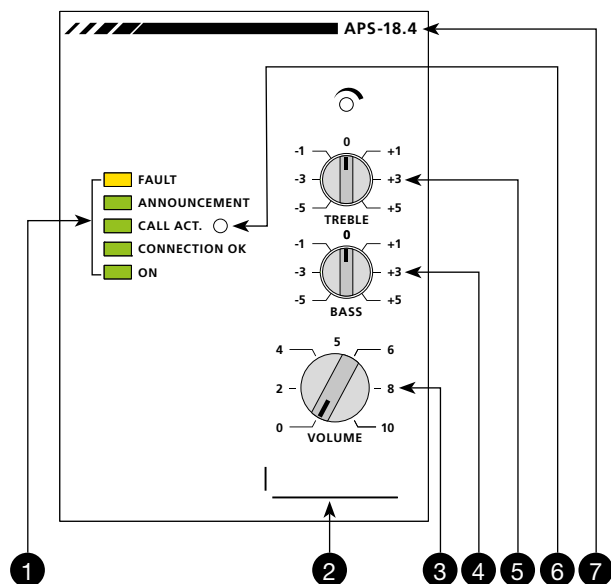 APS-18.4
0
-1 +1
-3 +3
-5 +5
TREBLE
FAULT
ANNOUNCEMENT
CALL ACT.
CONNECTION OK
ON
0
-1 +1
-3 +3
-5 +5
BASS
5
4 6
2 8
0 10
VOLUME
1 2 3 4 5 6 7